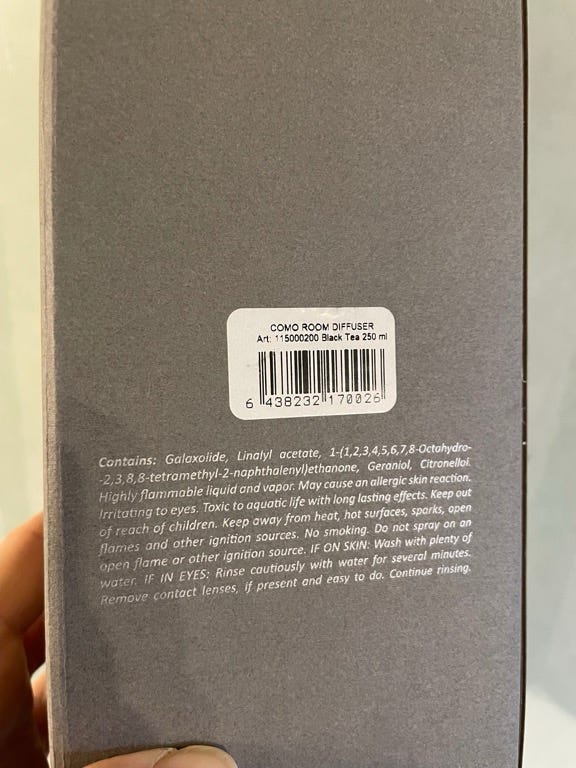 COMO ROOM DIFFUSER
Art: 115000200 Black Tea 250 ml
6 438232 170026
Contains: Galaxoiide, Linalyl acetate, 1-(1,2,3,4,5,6,7,8-Octahydro-
-2,3,8,8-tetramethyl-2-naphthalenyl)ethanone, Geraniol, Citronelloi.
Highly flammable liquid and vapor. May cause an allergic skin reaction.
Irritating to eyes. Toxic to aquatic life with long lasting effects. Keep out
of reach of children. Keep away from heat, hot surfaces, sparks, open
flames and other ignition sources. No smoking. Do not spray on an
open flame or other ignition source. IF ON SKIN: Wash with plenty of
water. IF IN EYES: Rinse cautiously with water for several minutes.
Remove contact lenses, if present and easy to do. Continue rinsing.